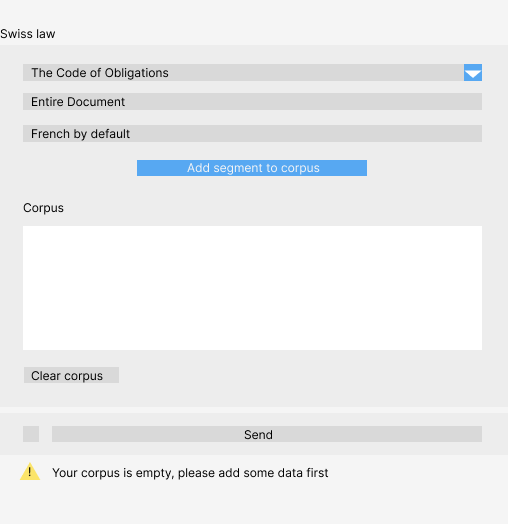 Swiss law
The Code of Obligations
Entire Document
French by default
Add segment to corpus
Corpus
Clear corpus
Send
! Your corpus is empty, please add some data first